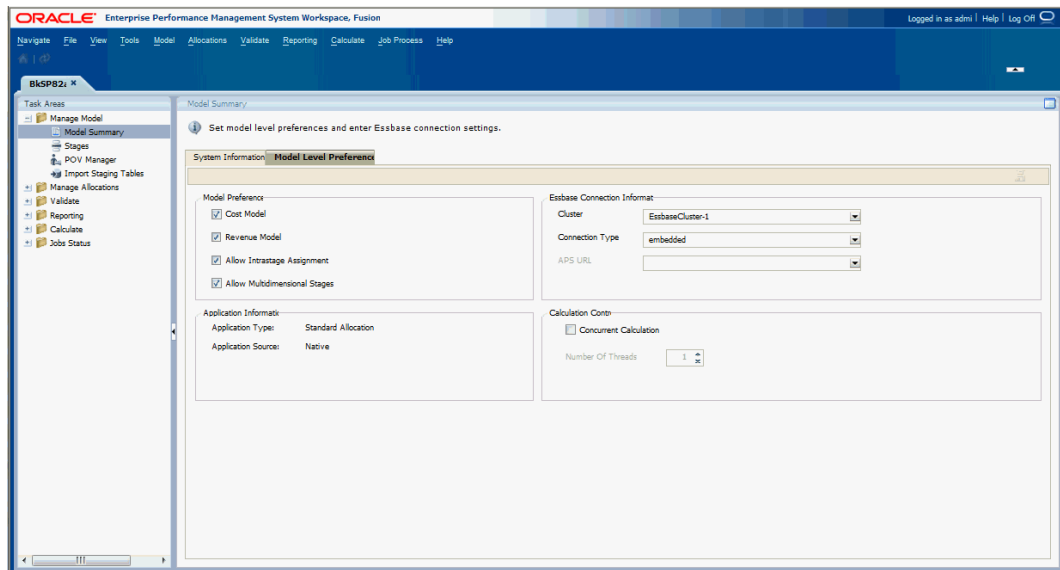 ORACLE Enterprise Performance Management System Workspace, Fusion
Logged in as admi | Help | Log Off
Navigate File View Tools Model Allocations Validate Reporting Calculate Job Process Help
BkSP82
Task Areas
Manage Model
Model Summary
Stages
POV Manager
Import Staging Tables
Manage Allocations
Validate
Reporting
Calculate
Jobs Status
Model Summary
Set model level preferences and enter Essbase connection settings.
System Information Model Level Preference
Model Preference
Cost Model
Revenue Model
Allow Intrastage Assignment
Allow Multidimensional Stages
Essbase Connection Informat
Cluster EssbaseCluster-1
Connection Type embedded
APS URL
Application Informati
Application Type: Standard Allocation
Application Source: Native
Calculation Contr
Concurrent Calculation
Number Of Threads 1